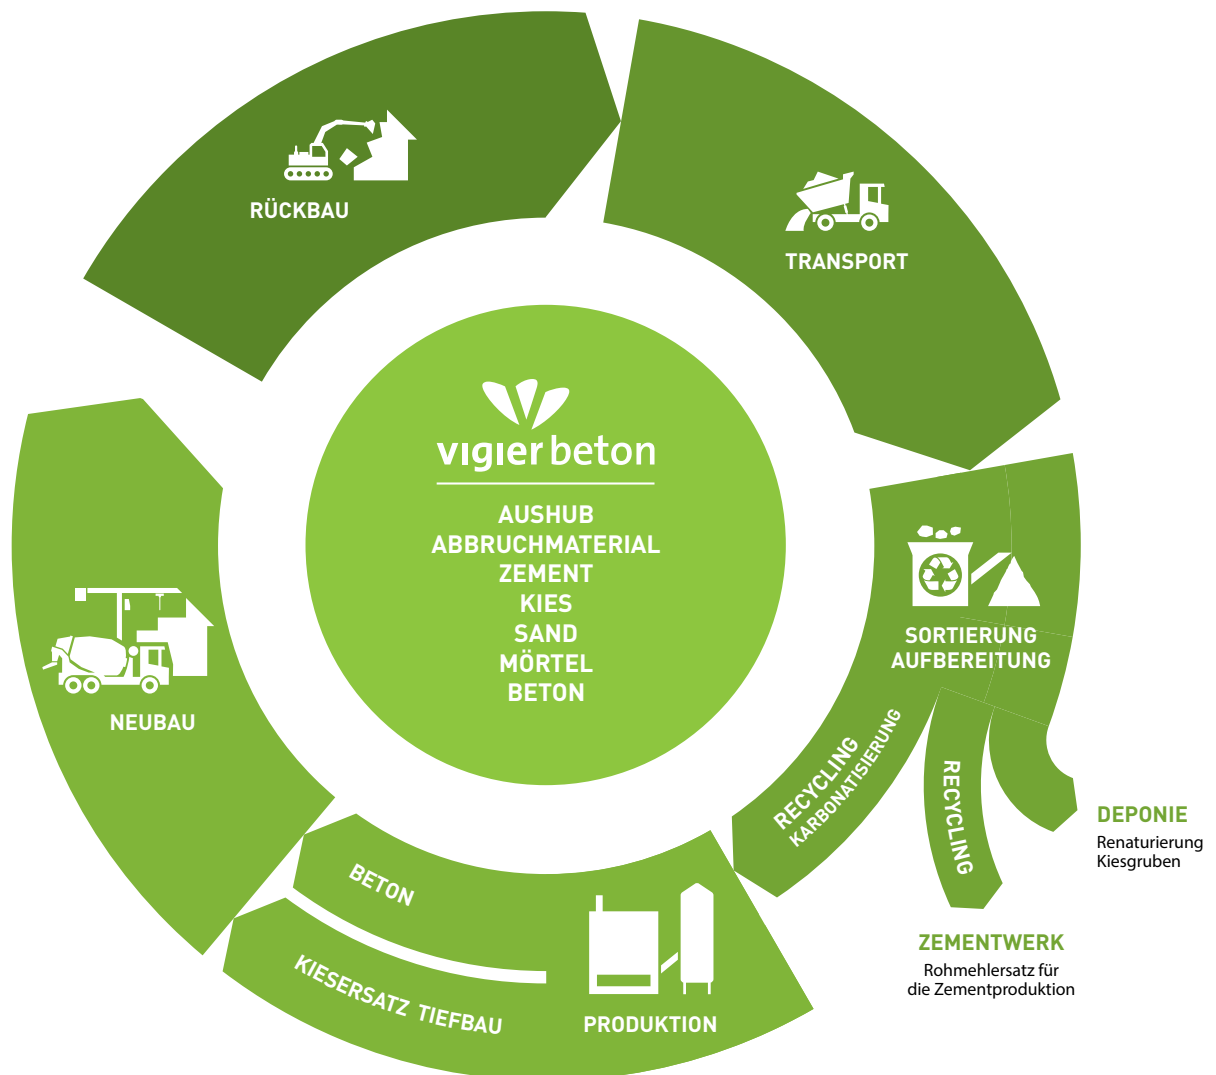 RÜCKBAU
TRANSPORT
vigier beton
AUSHUB
ABBRUCHMATERIAL
ZEMENT
KIES
SAND
MÖRTEL
BETON
SORTIERUNG
AUFBEREITUNG
RECYCLING
KARBONATISIERUNG
RECYCLING
DEPONIE
Renaturierung
Kiesgruben
ZEMENTWERK
Rohmehlersatz für
die Zementproduktion
PRODUKTION
BETON
KIESERSATZ TIEFBAU
NEUBAU